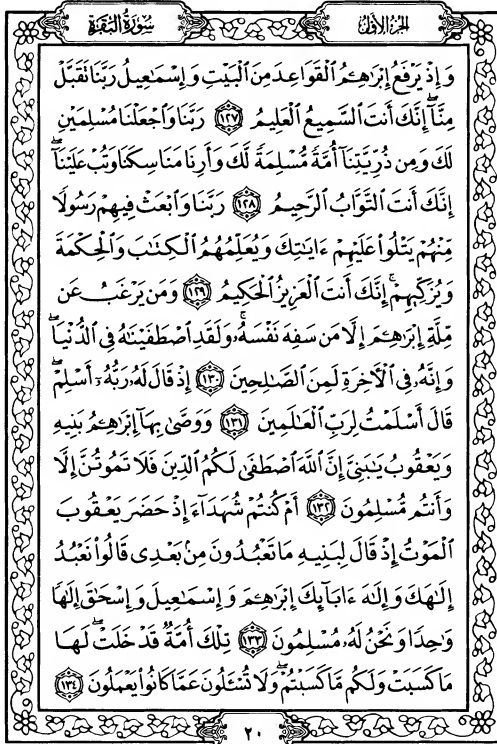 سُورَةُ البَقَرَةِ
الجُزْءُ الأَوَّلُ
وَإِذْ يَرْفَعُ إِبْرَٰهِۦمُ ٱلْقَوَاعِدَ مِنَ ٱلْبَيْتِ وَإِسْمَٰعِيلُ رَبَّنَا تَقَبَّلْ
مِنَّآ ۖ إِنَّكَ أَنتَ ٱلسَّمِيعُ ٱلْعَلِيمُ ١٢٧ رَبَّنَا وَٱجْعَلْنَا مُسْلِمَيْنِ
لَكَ وَمِن ذُرِّيَّتِنَآ أُمَّةً مُّسْلِمَةً لَّكَ وَأَرِنَا مَنَاسِكَنَا وَتُبْ عَلَيْنَآ ۖ
إِنَّكَ أَنتَ ٱلتَّوَّابُ ٱلرَّحِيمُ ١٢٨ رَبَّنَا وَٱبْعَثْ فِيهِمْ رَسُولًا
مِّنْهُمْ يَتْلُوا۟ عَلَيْهِمْ ءَايَٰتِكَ وَيُعَلِّمُهُمُ ٱلْكِتَٰبَ وَٱلْحِكْمَةَ
وَيُزَكِّيهِمْ ۚ إِنَّكَ أَنتَ ٱلْعَزِيزُ ٱلْحَكِيمُ ١٢٩ وَمَن يَرْغَبُ عَن
مِّلَّةِ إِبْرَٰهِۦمَ إِلَّا مَن سَفِهَ نَفْسَهُۥ ۚ وَلَقَدِ ٱصْطَفَيْنَٰهُ فِى ٱلدُّنْيَا ۖ
وَإِنَّهُۥ فِى ٱلْءَاخِرَةِ لَمِنَ ٱلصَّٰلِحِينَ ١٣٠ إِذْ قَالَ لَهُۥ رَبُّهُۥٓ أَسْلِمْ ۖ
قَالَ أَسْلَمْتُ لِرَبِّ ٱلْعَٰلَمِينَ ١٣١ وَوَصَّىٰ بِهَآ إِبْرَٰهِۦمُ بَنِيهِ
وَيَعْقُوبُ يَٰبَنِىَّ إِنَّ ٱللَّهَ ٱصْطَفَىٰ لَكُمُ ٱلدِّينَ فَلَا تَمُوتُنَّ إِلَّا
وَأَنتُم مُّسْلِمُونَ ١٣٢ أَمْ كُنتُمْ شُهَدَآءَ إِذْ حَضَرَ يَعْقُوبَ
ٱلْمَوْتُ إِذْ قَالَ لِبَنِيهِ مَا تَعْبُدُونَ مِنۢ بَعْدِى قَالُوا۟ نَعْبُدُ
إِلَٰهَكَ وَإِلَٰهَ ءَابَآئِكَ إِبْرَٰهِۦمَ وَإِسْمَٰعِيلَ وَإِسْحَٰقَ إِلَٰهًا
وَٰحِدًا وَنَحْنُ لَهُۥ مُسْلِمُونَ ١٣٣ تِلْكَ أُمَّةٌ قَدْ خَلَتْ ۖ لَهَا
مَا كَسَبَتْ وَلَكُم مَّا كَسَبْتُمْ ۖ وَلَا تُسْـَٔلُونَ عَمَّا كَانُوا۟ يَعْمَلُونَ ١٣٤
٢٠